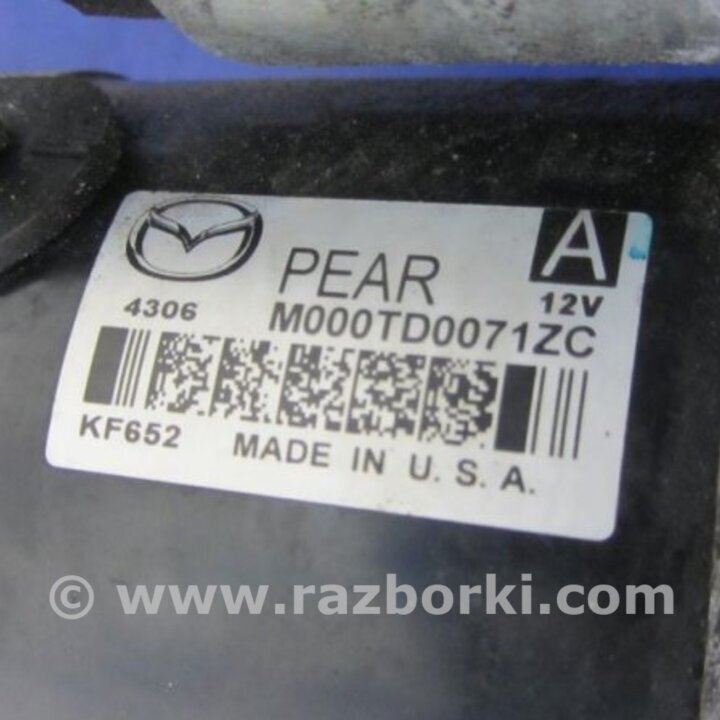 PEAR
A
4306
M000TD0071ZC
12V
KF652
MADE IN U. S. A.
© www.razborki.com